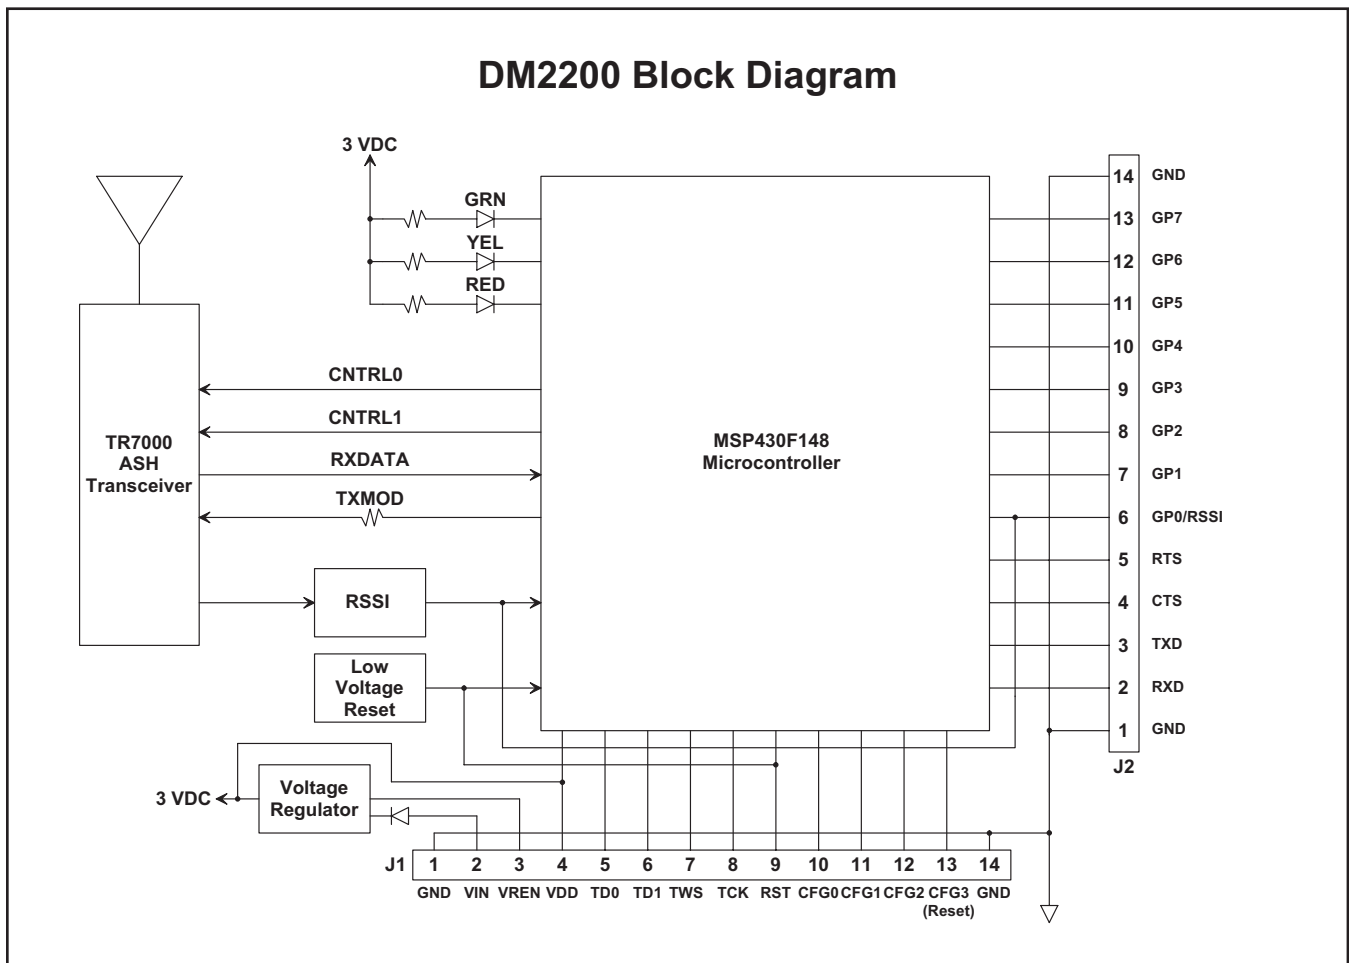 DM2200 Block Diagram
3 VDC
GRN
YEL
RED
CNTRL0
CNTRL1
RXDATA
TXMOD
TR7000
ASH
Transceiver
RSSI
Low
Voltage
Reset
3 VDC
Voltage
Regulator
MSP430F148
Microcontroller
14 GND
13 GP7
12 GP6
11 GP5
10 GP4
9 GP3
8 GP2
7 GP1
6 GP0/RSSI
5 RTS
4 CTS
3 TXD
2 RXD
1 GND
J2
J1 1 2 3 4 5 6 7 8 9 10 11 12 13 14
GND VIN VREN VDD TD0 TD1 TWS TCK RST CFG0 CFG1 CFG2 CFG3 GND
(Reset)